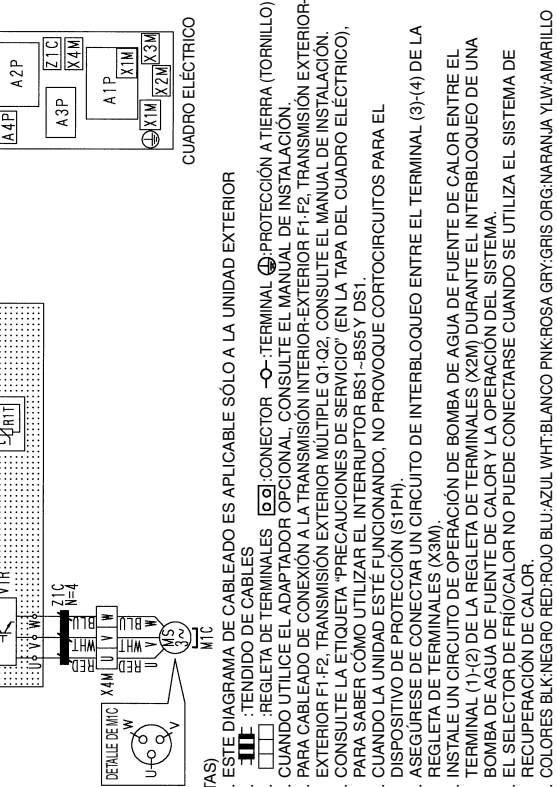 A4P
A2P
Z1C
X4M
A3P
A1P
X1M
X3M
X1M
X2M
CUADRO ELÉCTRICO
R1T
V1R
U V W
Z1C
N=4
X4M
U V W
RED WHT BLU
U V W
MS
3~
M1C
DETALLE DE M1C
U
W
V
TAS)
. ESTE DIAGRAMA DE CABLEADO ES APLICABLE SÓLO A LA UNIDAD EXTERIOR
. : TENDIDO DE CABLES
. :REGLETA DE TERMINALES :CONECTOR :TERMINAL :PROTECCIÓN A TIERRA (TORNILLO)
. CUANDO UTILICE EL ADAPTADOR OPCIONAL, CONSULTE EL MANUAL DE INSTALACIÓN.
. PARA CABLEADO DE CONEXIÓN A LA TRANSMISIÓN INTERIOR-EXTERIOR F1·F2, TRANSMISIÓN EXTERIOR-
EXTERIOR F1·F2, TRANSMISIÓN EXTERIOR MÚLTIPLE Q1·Q2, CONSULTE EL MANUAL DE INSTALACIÓN.
. CONSULTE LA ETIQUETA "PRECAUCIONES DE SERVICIO" (EN LA TAPA DEL CUADRO ELÉCTRICO),
PARA SABER CÓMO UTILIZAR EL INTERRUPTOR BS1~BS5 Y DS1.
. CUANDO LA UNIDAD ESTÉ FUNCIONANDO, NO PROVOQUE CORTOCIRCUITOS PARA EL
DISPOSITIVO DE PROTECCIÓN (S1PH).
. ASEGÚRESE DE CONECTAR UN CIRCUITO DE INTERBLOQUEO ENTRE EL TERMINAL (3)-(4) DE LA
REGLETA DE TERMINALES (X3M).
. INSTALE UN CIRCUITO DE OPERACIÓN DE BOMBA DE AGUA DE FUENTE DE CALOR ENTRE EL
TERMINAL (1)-(2) DE LA REGLETA DE TERMINALES (X2M) DURANTE EL INTERBLOQUEO DE UNA
BOMBA DE AGUA DE FUENTE DE CALOR Y LA OPERACIÓN DEL SISTEMA.
. EL SELECTOR DE FRÍO/CALOR NO PUEDE CONECTARSE CUANDO SE UTILIZA EL SISTEMA DE
RECUPERACIÓN DE CALOR.
. COLORES BLK:NEGRO RED:ROJO BLU:AZUL WHT:BLANCO PNK:ROSA GRY:GRIS ORG:NARANJA YLW:AMARILLO